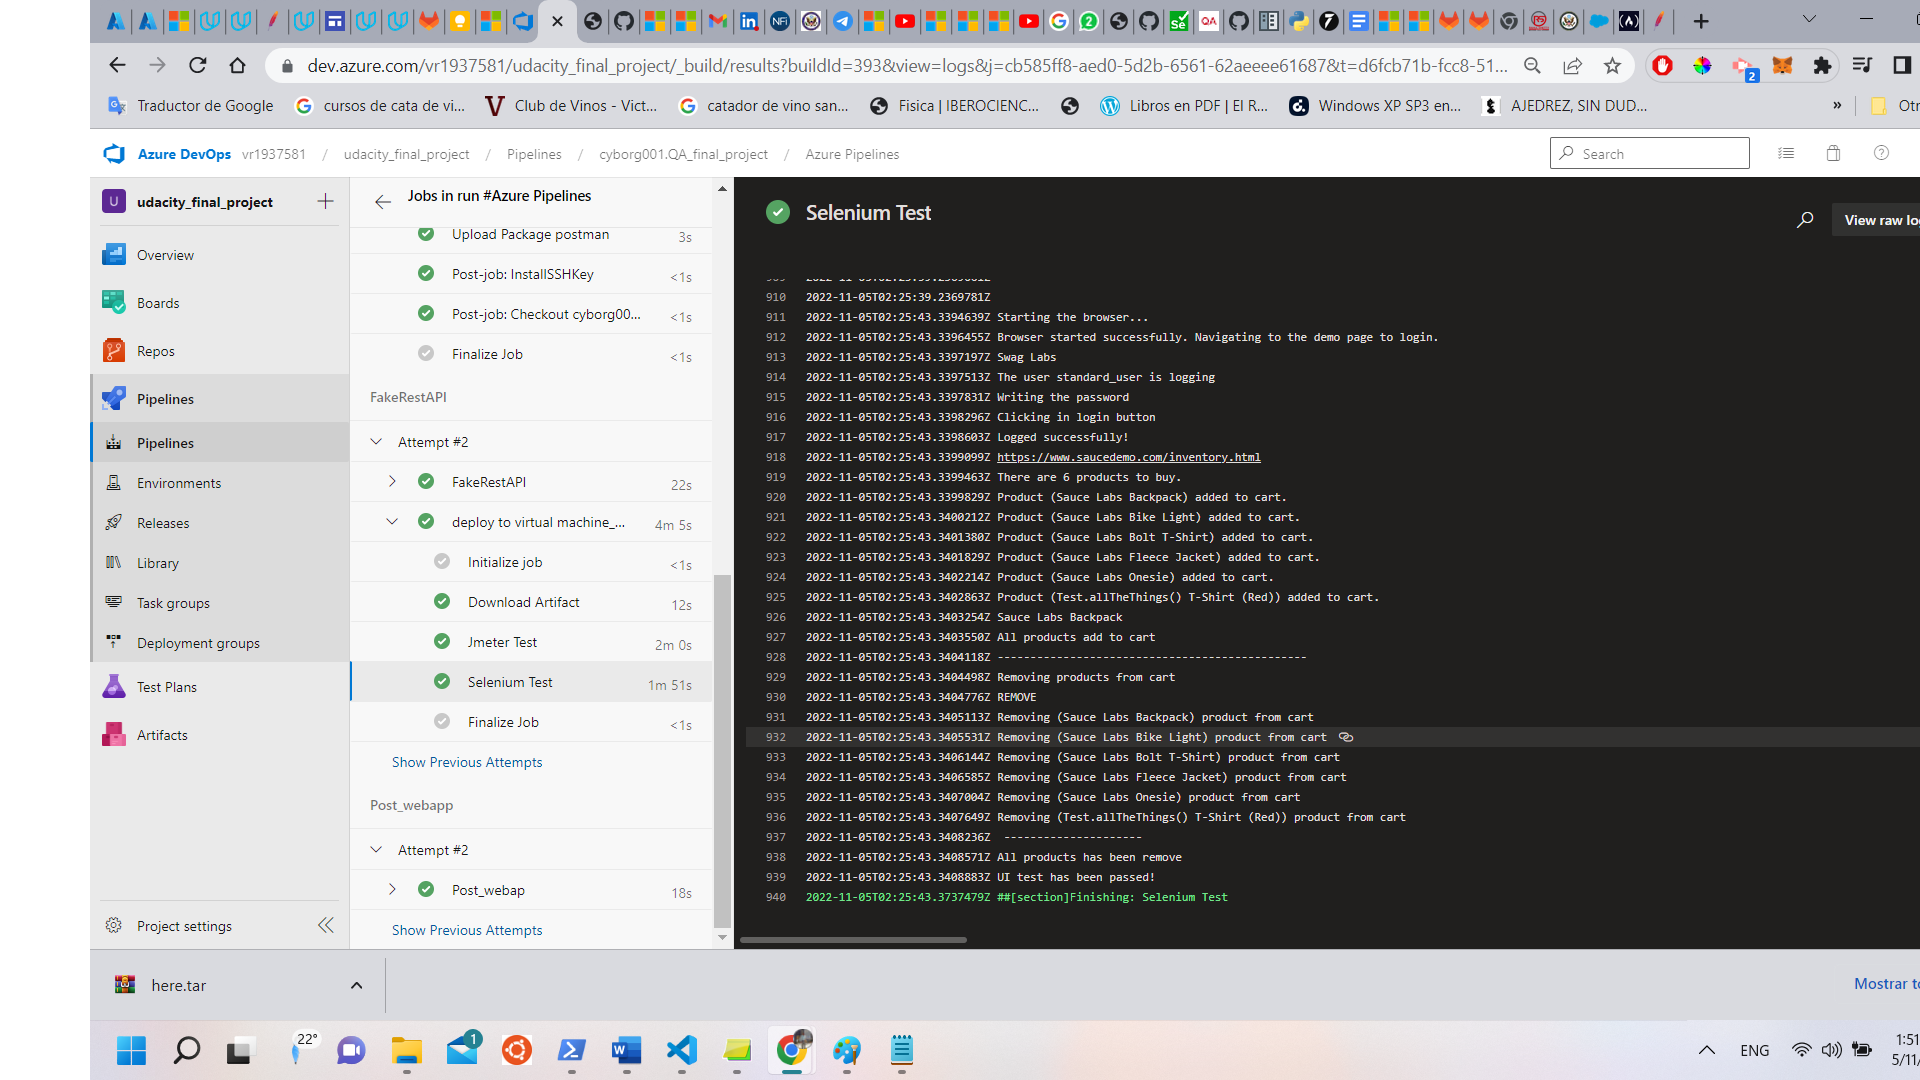 dev.azure.com/vr1937581/udacity_final_project/_build/results?buildId=393&view=logs&j=cb585ff8-aed0-5d2b-6561-62aeeee61687&t=d6fcb71b-fcc8-51...
2
Traductor de Google
cursos de cata de vi...
Club de Vinos - Vict...
catador de vino san...
Fisica | IBEROCIENC...
Libros en PDF | El R...
Windows XP SP3 en...
AJEDREZ, SIN DUD...
»
Otr
Azure DevOps vr1937581 / udacity_final_project / Pipelines / cyborg001.QA_final_project / Azure Pipelines
Search
U udacity_final_project
Overview
Boards
Repos
Pipelines
Pipelines
Environments
Releases
Library
Task groups
Deployment groups
Test Plans
Artifacts
Project settings
Jobs in run #Azure Pipelines
Upload Package postman 3s
Post-job: InstallSSHKey <1s
Post-job: Checkout cyborg00... <1s
Finalize Job <1s
FakeRestAPI
Attempt #2
FakeRestAPI 22s
deploy to virtual machine_... 4m 5s
Initialize job <1s
Download Artifact 12s
Jmeter Test 2m 0s
Selenium Test 1m 51s
Finalize Job <1s
Show Previous Attempts
Post_webapp
Attempt #2
Post_webap 18s
Show Previous Attempts
Selenium Test
View raw lo
910 2022-11-05T02:25:39.2369781Z
911 2022-11-05T02:25:43.3394639Z Starting the browser...
912 2022-11-05T02:25:43.3396455Z Browser started successfully. Navigating to the demo page to login.
913 2022-11-05T02:25:43.3397197Z Swag Labs
914 2022-11-05T02:25:43.3397513Z The user standard_user is logging
915 2022-11-05T02:25:43.3397831Z Writing the password
916 2022-11-05T02:25:43.3398296Z Clicking in login button
917 2022-11-05T02:25:43.3398603Z Logged successfully!
918 2022-11-05T02:25:43.3399099Z https://www.saucedemo.com/inventory.html
919 2022-11-05T02:25:43.3399463Z There are 6 products to buy.
920 2022-11-05T02:25:43.3399829Z Product (Sauce Labs Backpack) added to cart.
921 2022-11-05T02:25:43.3400212Z Product (Sauce Labs Bike Light) added to cart.
922 2022-11-05T02:25:43.3401380Z Product (Sauce Labs Bolt T-Shirt) added to cart.
923 2022-11-05T02:25:43.3401829Z Product (Sauce Labs Fleece Jacket) added to cart.
924 2022-11-05T02:25:43.3402214Z Product (Sauce Labs Onesie) added to cart.
925 2022-11-05T02:25:43.3402863Z Product (Test.allTheThings() T-Shirt (Red)) added to cart.
926 2022-11-05T02:25:43.3403254Z Sauce Labs Backpack
927 2022-11-05T02:25:43.3403550Z All products add to cart
928 2022-11-05T02:25:43.3404118Z -----------------------------------------------
929 2022-11-05T02:25:43.3404498Z Removing products from cart
930 2022-11-05T02:25:43.3404776Z REMOVE
931 2022-11-05T02:25:43.3405113Z Removing (Sauce Labs Backpack) product from cart
932 2022-11-05T02:25:43.3405531Z Removing (Sauce Labs Bike Light) product from cart
933 2022-11-05T02:25:43.3406144Z Removing (Sauce Labs Bolt T-Shirt) product from cart
934 2022-11-05T02:25:43.3406585Z Removing (Sauce Labs Fleece Jacket) product from cart
935 2022-11-05T02:25:43.3407004Z Removing (Sauce Labs Onesie) product from cart
936 2022-11-05T02:25:43.3407649Z Removing (Test.allTheThings() T-Shirt (Red)) product from cart
937 2022-11-05T02:25:43.3408236Z ---------------------
938 2022-11-05T02:25:43.3408571Z All products has been remove
939 2022-11-05T02:25:43.3408883Z UI test has been passed!
940 2022-11-05T02:25:43.3737479Z ##[section]Finishing: Selenium Test
here.tar
Mostrar to
22°
1
ENG
1:51
5/11/